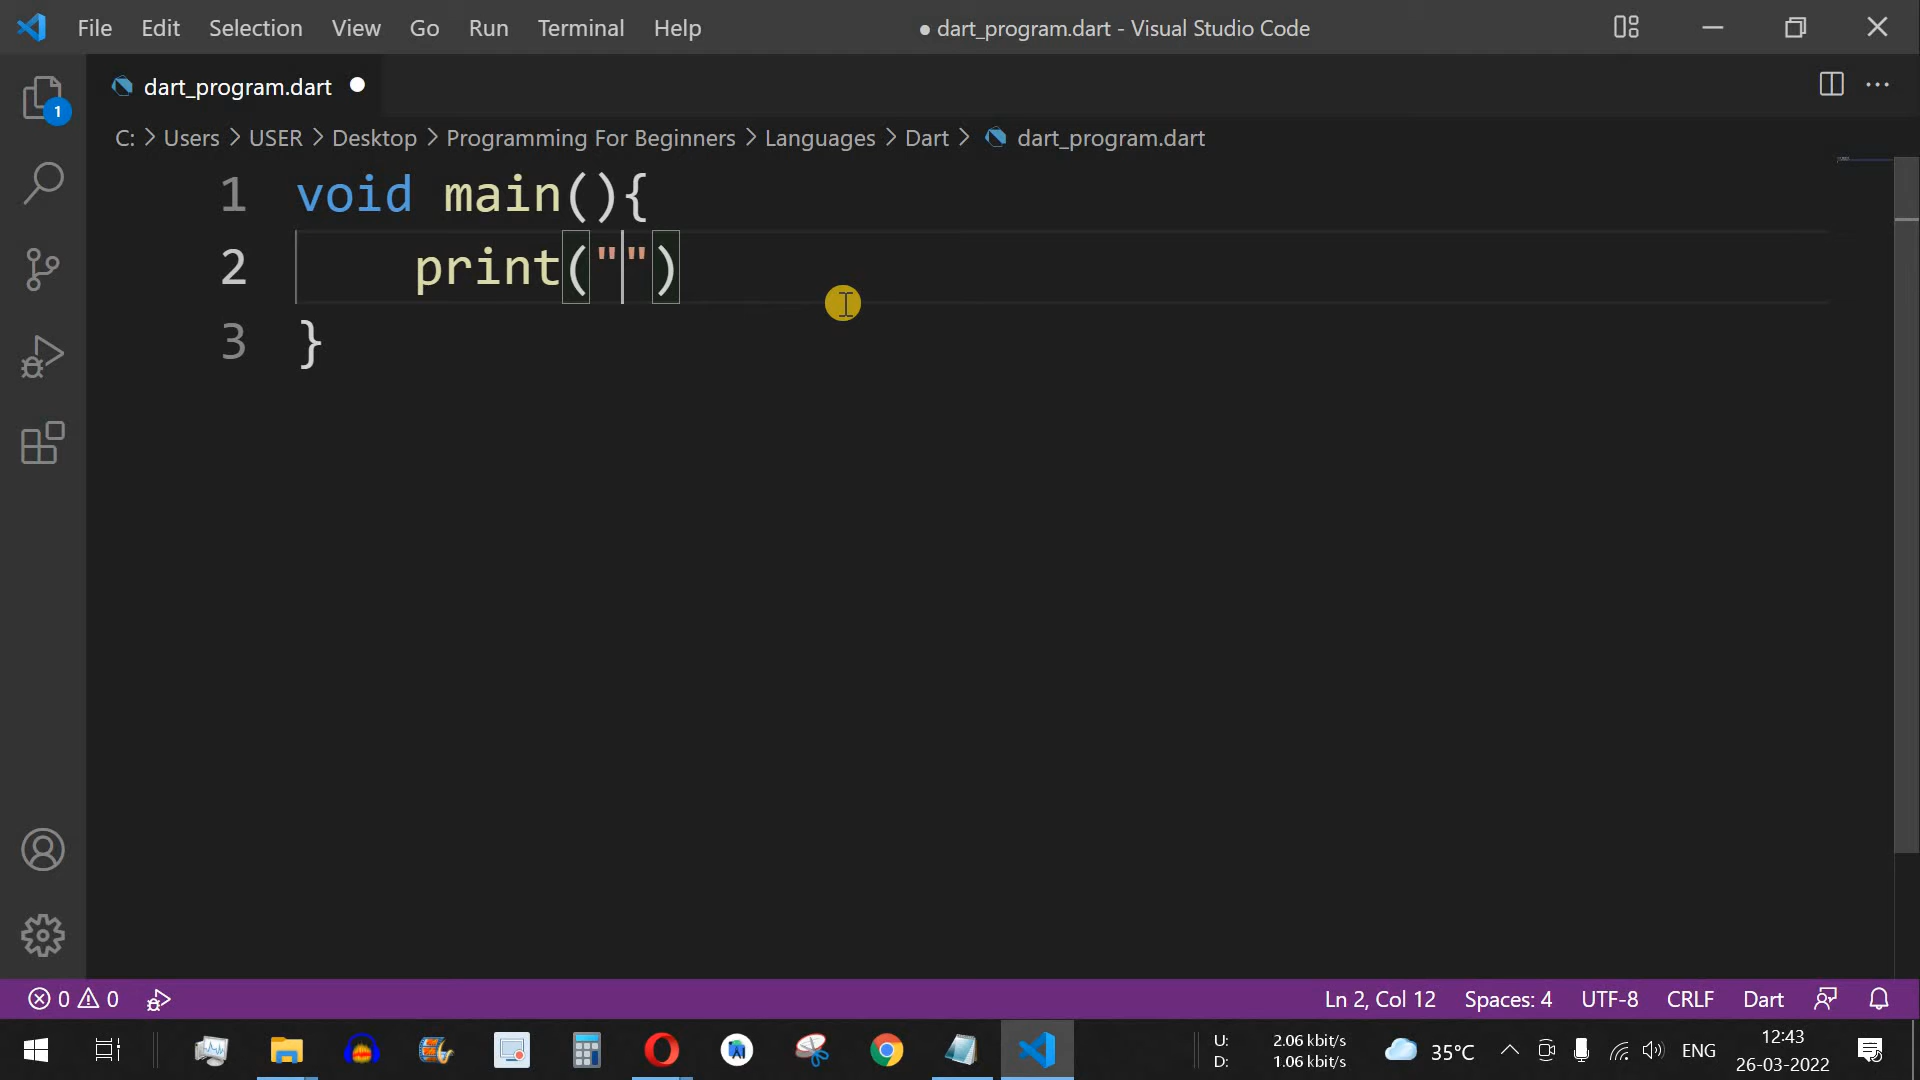 File Edit Selection View Go Run Terminal Help ● dart_program.dart - Visual Studio Code
dart_program.dart ●
1
C: > Users > USER > Desktop > Programming For Beginners > Languages > Dart > dart_program.dart
1 void main(){
2 print("")
3 }
0 0 Ln 2, Col 12 Spaces: 4 UTF-8 CRLF Dart
U: 2.06 kbit/s
D: 1.06 kbit/s
35°C ENG
12:43
26-03-2022